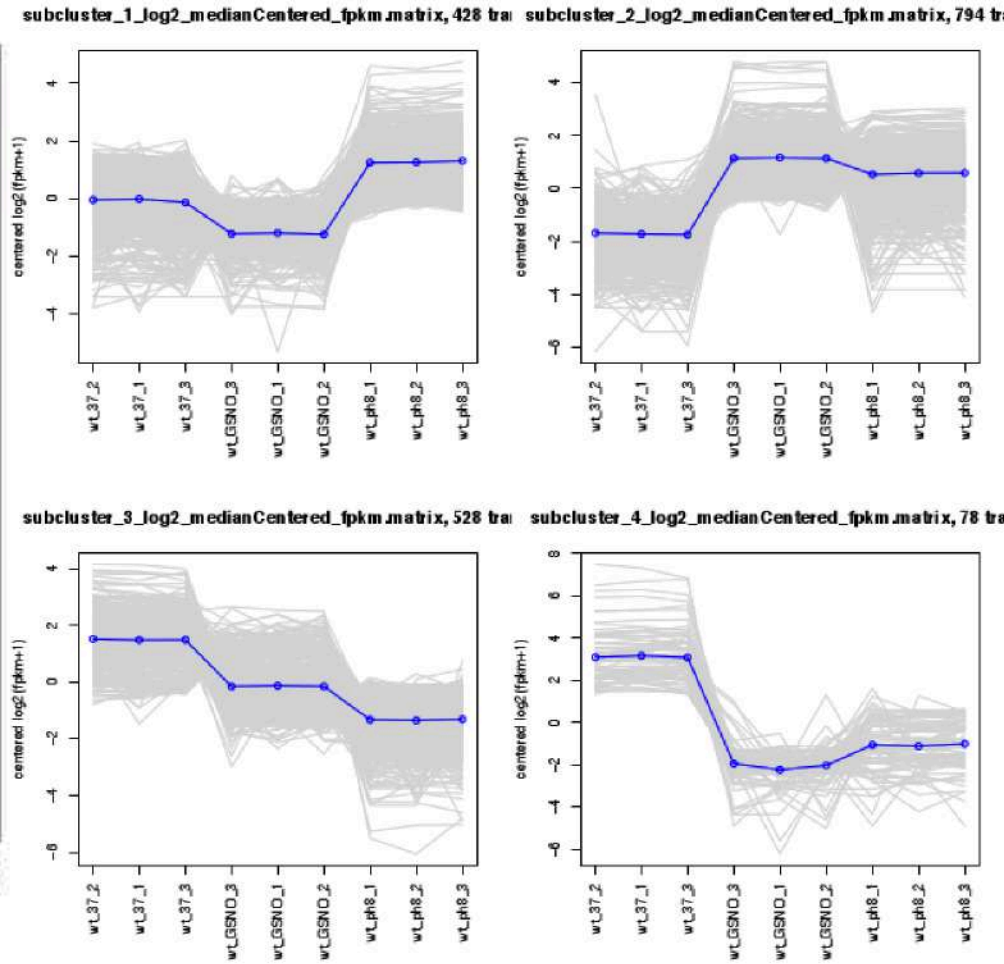 subcluster_1_log2_medianCentered_fpkm.matrix, 428 tra
centered log2(fpkm+1)
4
2
0
-2
-4
wt_37_2
wt_37_1
wt_37_3
wt_GSNO_3
wt_GSNO_1
wt_GSNO_2
wt_ph8_1
wt_ph8_2
wt_ph8_3
subcluster_2_log2_medianCentered_fpkm.matrix, 794 tra
centered log2(fpkm+1)
4
2
0
-2
-4
-6
wt_37_2
wt_37_1
wt_37_3
wt_GSNO_3
wt_GSNO_1
wt_GSNO_2
wt_ph8_1
wt_ph8_2
wt_ph8_3
subcluster_3_log2_medianCentered_fpkm.matrix, 528 tra
centered log2(fpkm+1)
4
2
0
-2
-4
-6
wt_37_2
wt_37_1
wt_37_3
wt_GSNO_3
wt_GSNO_1
wt_GSNO_2
wt_ph8_1
wt_ph8_2
wt_ph8_3
subcluster_4_log2_medianCentered_fpkm.matrix, 78 tra
centered log2(fpkm+1)
8
6
4
2
0
-2
-4
-6
wt_37_2
wt_37_1
wt_37_3
wt_GSNO_3
wt_GSNO_1
wt_GSNO_2
wt_ph8_1
wt_ph8_2
wt_ph8_3